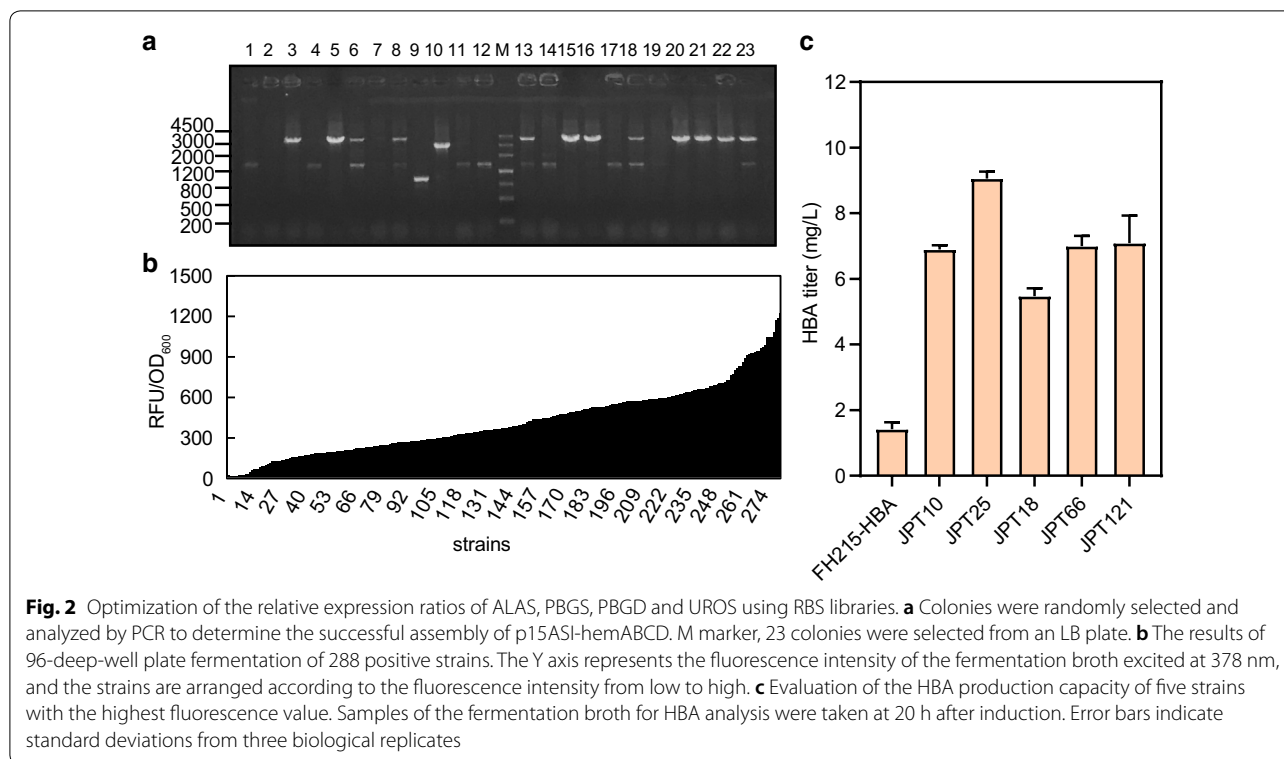 a
1 2 3 4 5 6 7 8 9 10 11 12 M 13 14 1516 17 18 19 20 21 22 23
4500
3000
2000
1200
800
500
200
b
1500
1200
900
600
300
0
RFU/OD600
1 14 27 40 53 66 79 92 105 118 131 144 157 170 183 196 209 222 235 248 261 274
strains
c
12
10
8
6
4
2
0
HBA titer (mg/L)
FH215-HBA JPT10 JPT25 JPT18 JPT66 JPT121
Fig. 2 Optimization of the relative expression ratios of ALAS, PBGS, PBGD and UROS using RBS libraries. a Colonies were randomly selected and
analyzed by PCR to determine the successful assembly of p15ASI-hemABCD. M marker, 23 colonies were selected from an LB plate. b The results of
96-deep-well plate fermentation of 288 positive strains. The Y axis represents the fluorescence intensity of the fermentation broth excited at 378 nm,
and the strains are arranged according to the fluorescence intensity from low to high. c Evaluation of the HBA production capacity of five strains
with the highest fluorescence value. Samples of the fermentation broth for HBA analysis were taken at 20 h after induction. Error bars indicate
standard deviations from three biological replicates